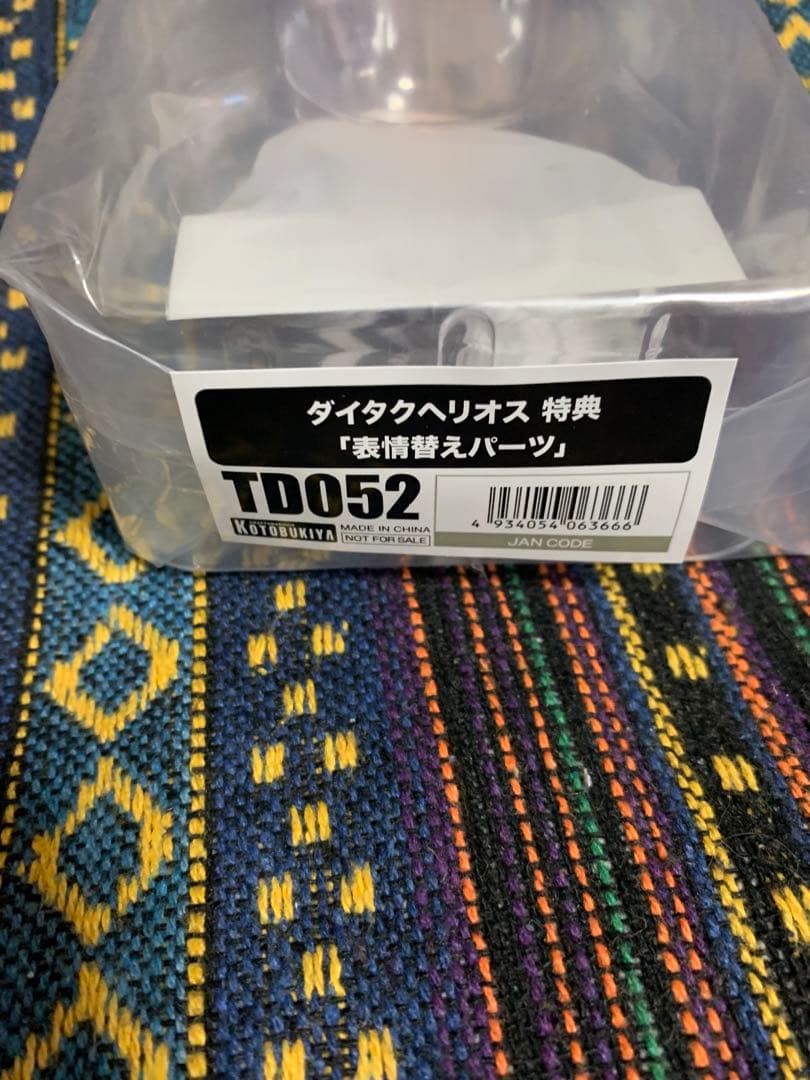 ダイタクヘリオス 特典
「表情替えパーツ」
TD052
KOTOBUKIYA
MADE IN CHINA
NOT FOR SALE
4 934054 063666
JAN CODE